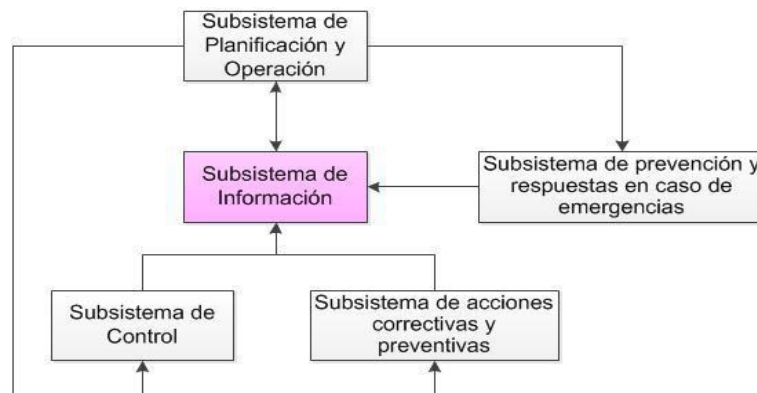 Subsistema de
Planificación y
Operación
Subsistema de
Información
Subsistema de prevención y
respuestas en caso de
emergencias
Subsistema de
Control
Subsistema de acciones
correctivas y
preventivas